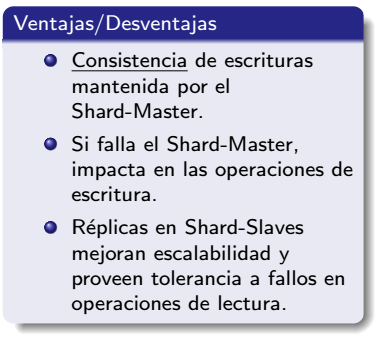 Ventajas/Desventajas
Consistencia de escrituras
mantenida por el
Shard-Master.
Si falla el Shard-Master,
impacta en las operaciones de
escritura.
Réplicas en Shard-Slaves
mejoran escalabilidad y
proveen tolerancia a fallos en
operaciones de lectura.